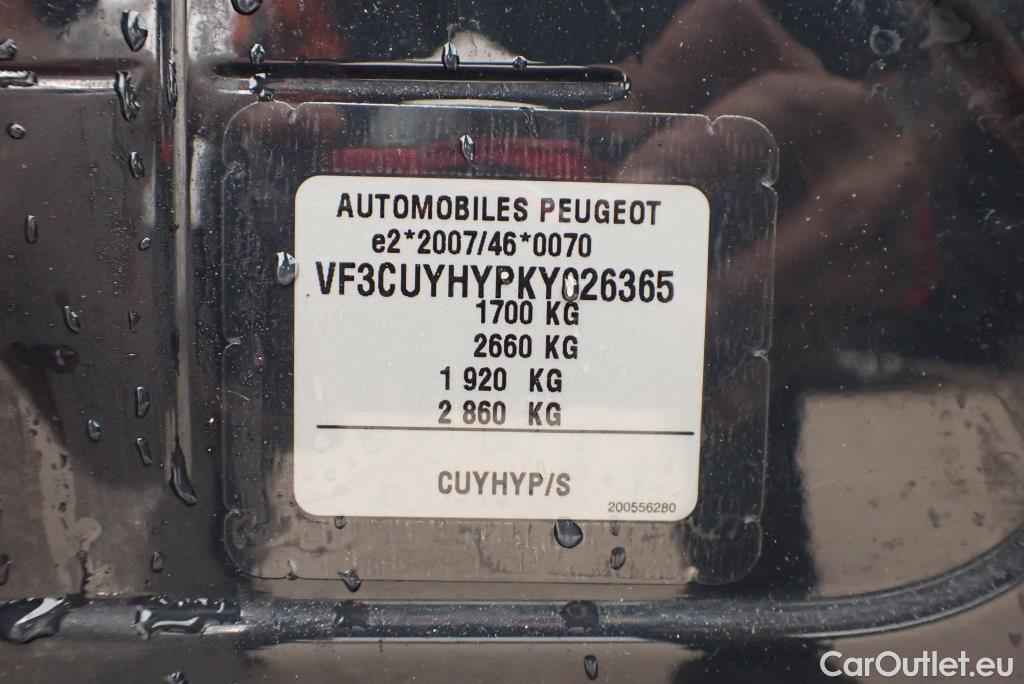 AUTOMOBILES PEUGEOT
e2*2007/46*0070
VF3CUYHYPKY026365
1700 KG
2660 KG
1 920 KG
2 860 KG
CUYHYP/S
200556280
CarOutlet.eu